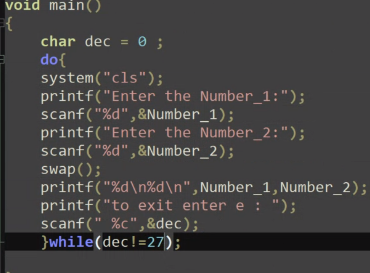 void main()
{
char dec = 0 ;
do{
system("cls");
printf("Enter the Number_1:");
scanf("%d",&Number_1);
printf("Enter the Number_2:");
scanf("%d",&Number_2);
swap();
printf("%d\n%d\n",Number_1,Number_2);
printf("to exit enter e : ");
scanf(" %c",&dec);
}while(dec!=27);